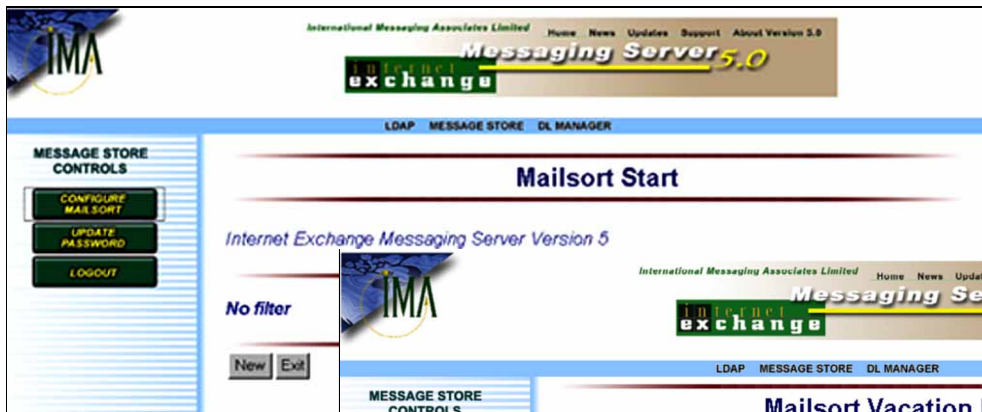 IMA
International Messaging Associates Limited Home News Updates Support About Version 5.0
Messaging Server 5.0
internet
exchange
LDAP MESSAGE STORE DL MANAGER
MESSAGE STORE
CONTROLS
CONFIGURE
MAILSORT
UPDATE
PASSWORD
LOGOUT
Mailsort Start
Internet Exchange Messaging Server Version 5
No filter
New Exit
IMA
International Messaging Associates Limited Home News
Messaging
internet
exchange
LDAP MESSAGE STORE DL MANAGER
MESSAGE STORE
CONTROLS
Mailsort Vacation